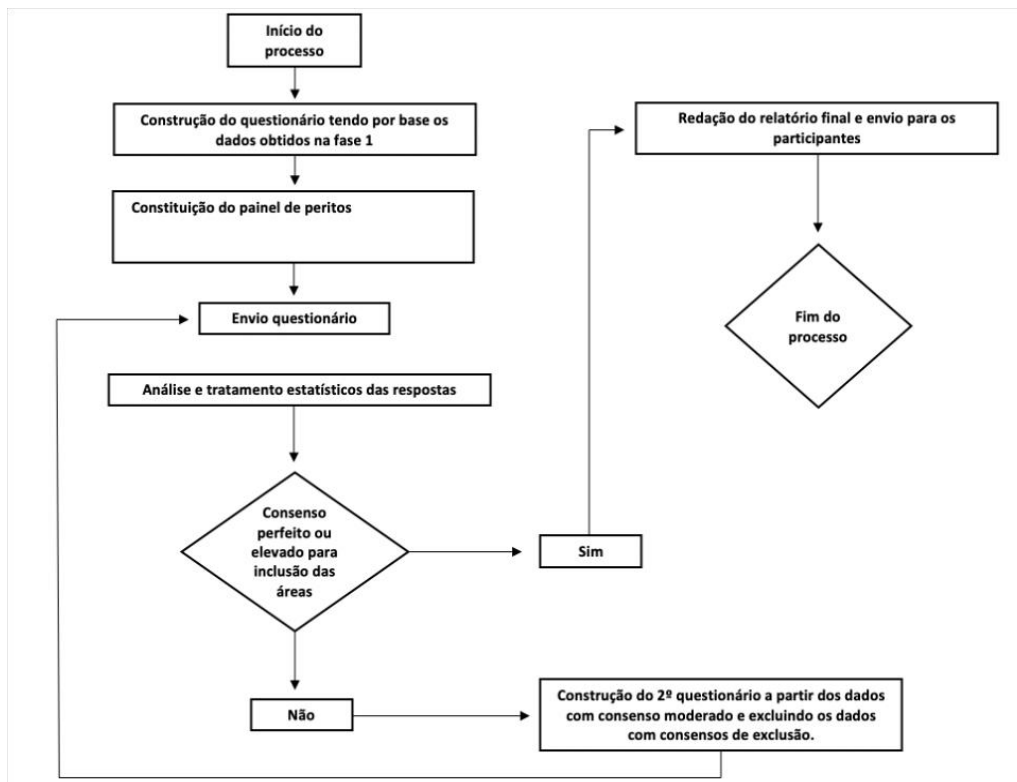 Início do
processo
Construção do questionário tendo por base os
dados obtidos na fase 1
Constituição do painel de peritos
Envio questionário
Análise e tratamento estatísticos das respostas
Consenso
perfeito ou
elevado para
inclusão das
áreas
Sim
Redação do relatório final e envio para os
participantes
Fim do
processo
Não
Construção do 2º questionário a partir dos dados
com consenso moderado e excluindo os dados
com consensos de exclusão.